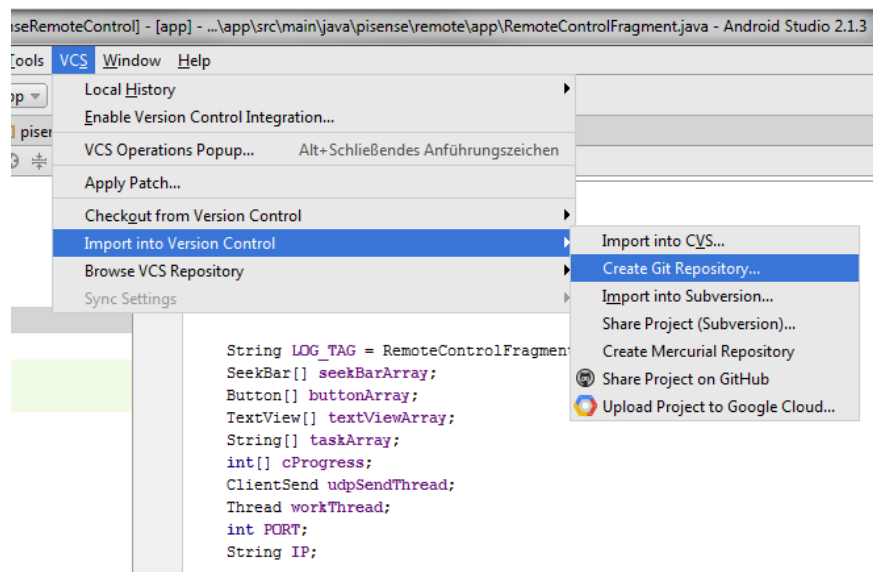 nseRemoteControl] - [app] - ...\app\src\main\java\pisense\remote\app\RemoteControlFragment.java - Android Studio 2.1.3
Tools VCS Window Help
pp
piser
Local History
Enable Version Control Integration...
VCS Operations Popup... Alt+Schließendes Anführungszeichen
Apply Patch...
Checkout from Version Control
Import into Version Control
Browse VCS Repository
Sync Settings
Import into CVS...
Create Git Repository...
Import into Subversion...
Share Project (Subversion)...
Create Mercurial Repository
Share Project on GitHub
Upload Project to Google Cloud...
String LOG_TAG = RemoteControlFragment
SeekBar[] seekBarArray;
Button[] buttonArray;
TextView[] textViewArray;
String[] taskArray;
int[] cProgress;
ClientSend udpSendThread;
Thread workThread;
int PORT;
String IP;